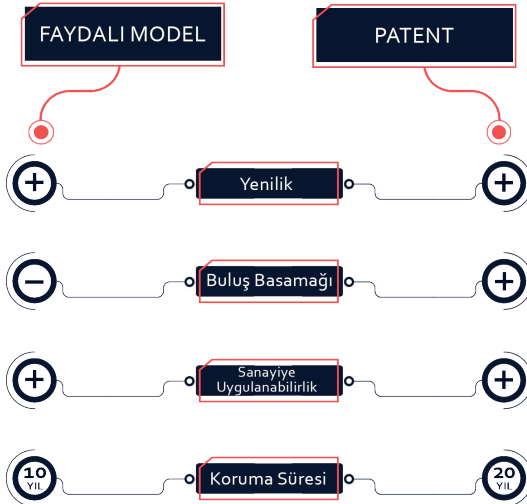 FAYDALI MODEL
PATENT
+
Yenilik
+
–
Buluş Basamağı
+
+
Sanayiye
Uygulanabilirlik
+
10
YIL
Koruma Süresi
20
YIL